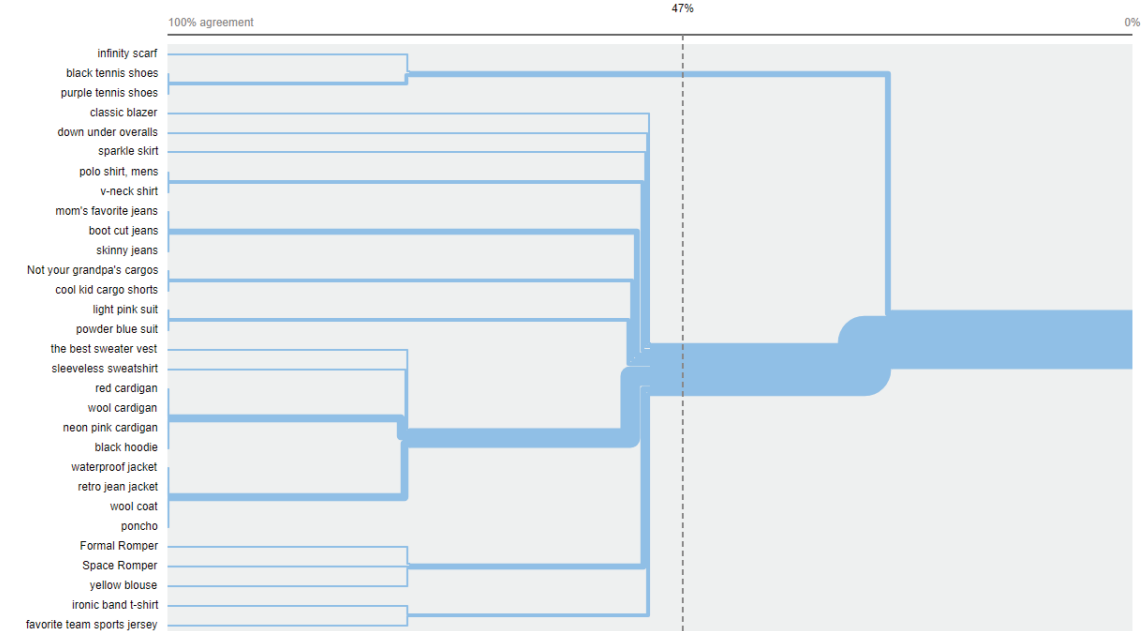 47%
100% agreement
0%
infinity scarf
black tennis shoes
purple tennis shoes
classic blazer
down under overalls
sparkle skirt
polo shirt, mens
v-neck shirt
mom's favorite jeans
boot cut jeans
skinny jeans
Not your grandpa's cargos
cool kid cargo shorts
light pink suit
powder blue suit
the best sweater vest
sleeveless sweatshirt
red cardigan
wool cardigan
neon pink cardigan
black hoodie
waterproof jacket
retro jean jacket
wool coat
poncho
Formal Romper
Space Romper
yellow blouse
ironic band t-shirt
favorite team sports jersey